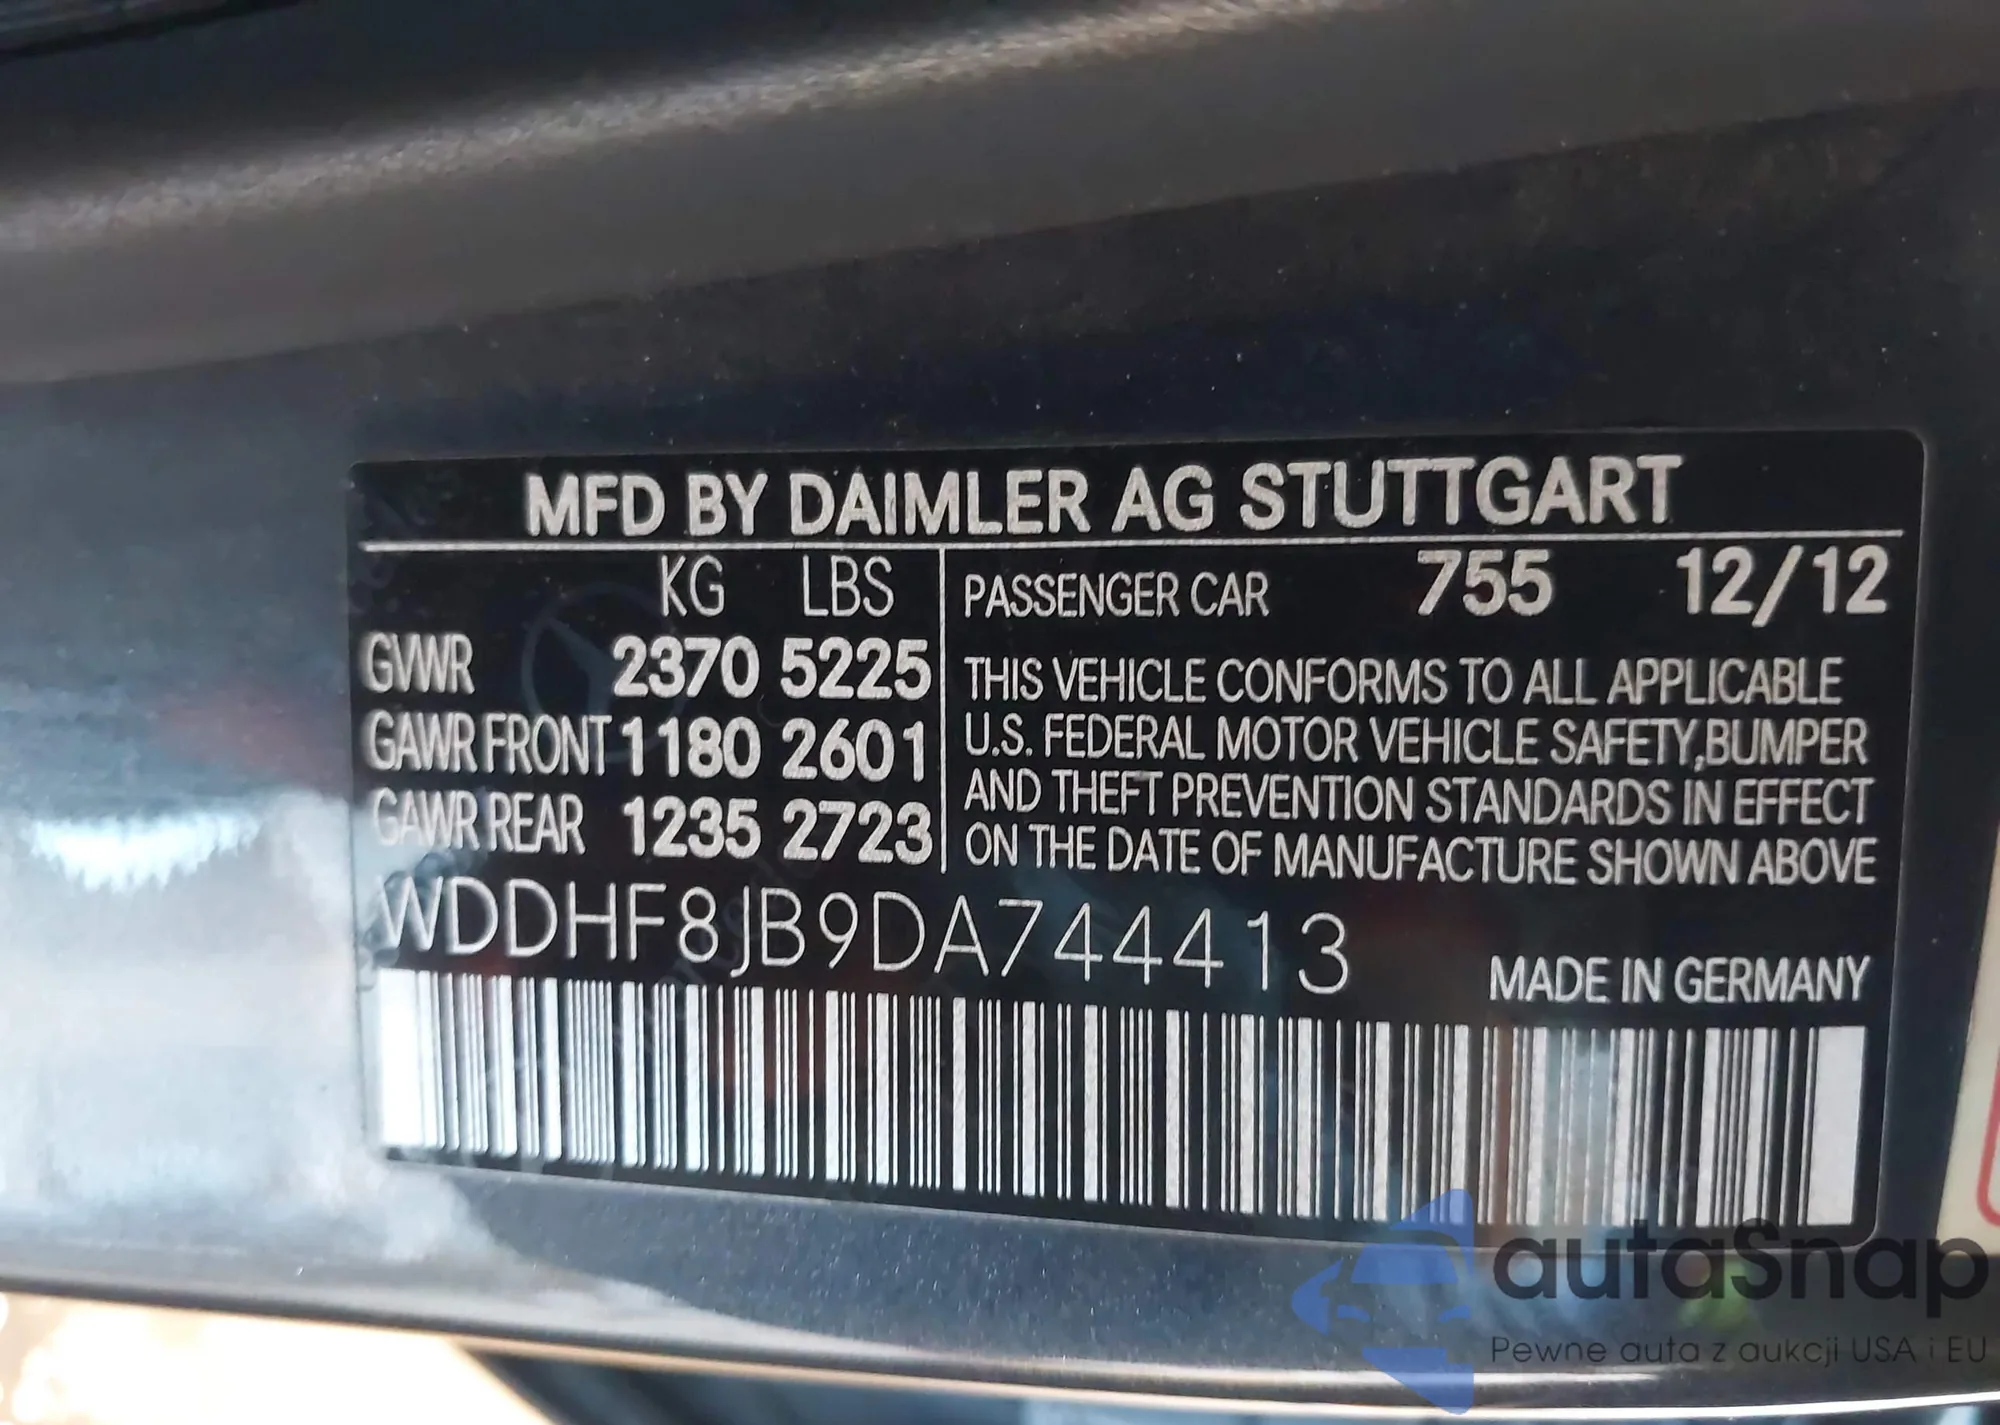 MFD BY DAIMLER AG STUTTGART
KG LBS
GVWR 2370 5225
GAWR FRONT 1180 2601
GAWR REAR 1235 2723
PASSENGER CAR 755 12/12
THIS VEHICLE CONFORMS TO ALL APPLICABLE
U.S. FEDERAL MOTOR VEHICLE SAFETY,BUMPER
AND THEFT PREVENTION STANDARDS IN EFFECT
ON THE DATE OF MANUFACTURE SHOWN ABOVE
WDDHF8JB9DA744413
MADE IN GERMANY
autaSnap
Pewne auta z aukcji USA i EU